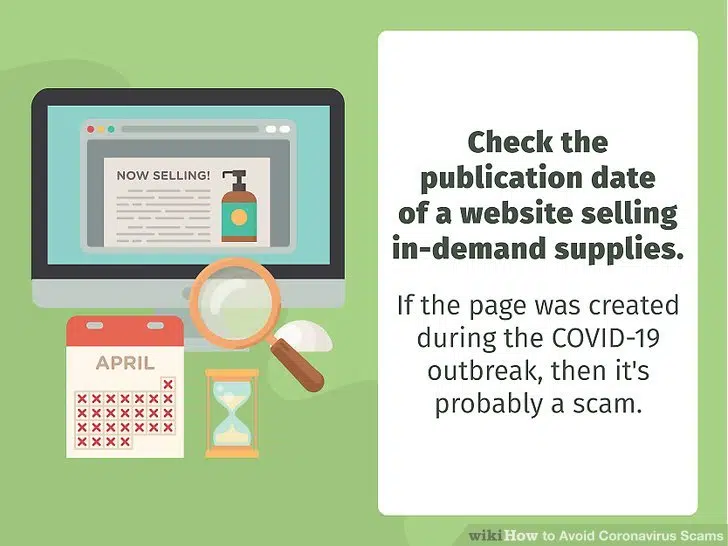 NOW SELLING!
APRIL
Check the
publication date
of a website selling
in-demand supplies.
If the page was created
during the COVID-19
outbreak, then it's
probably a scam.
wikiHow to Avoid Coronavirus Scams